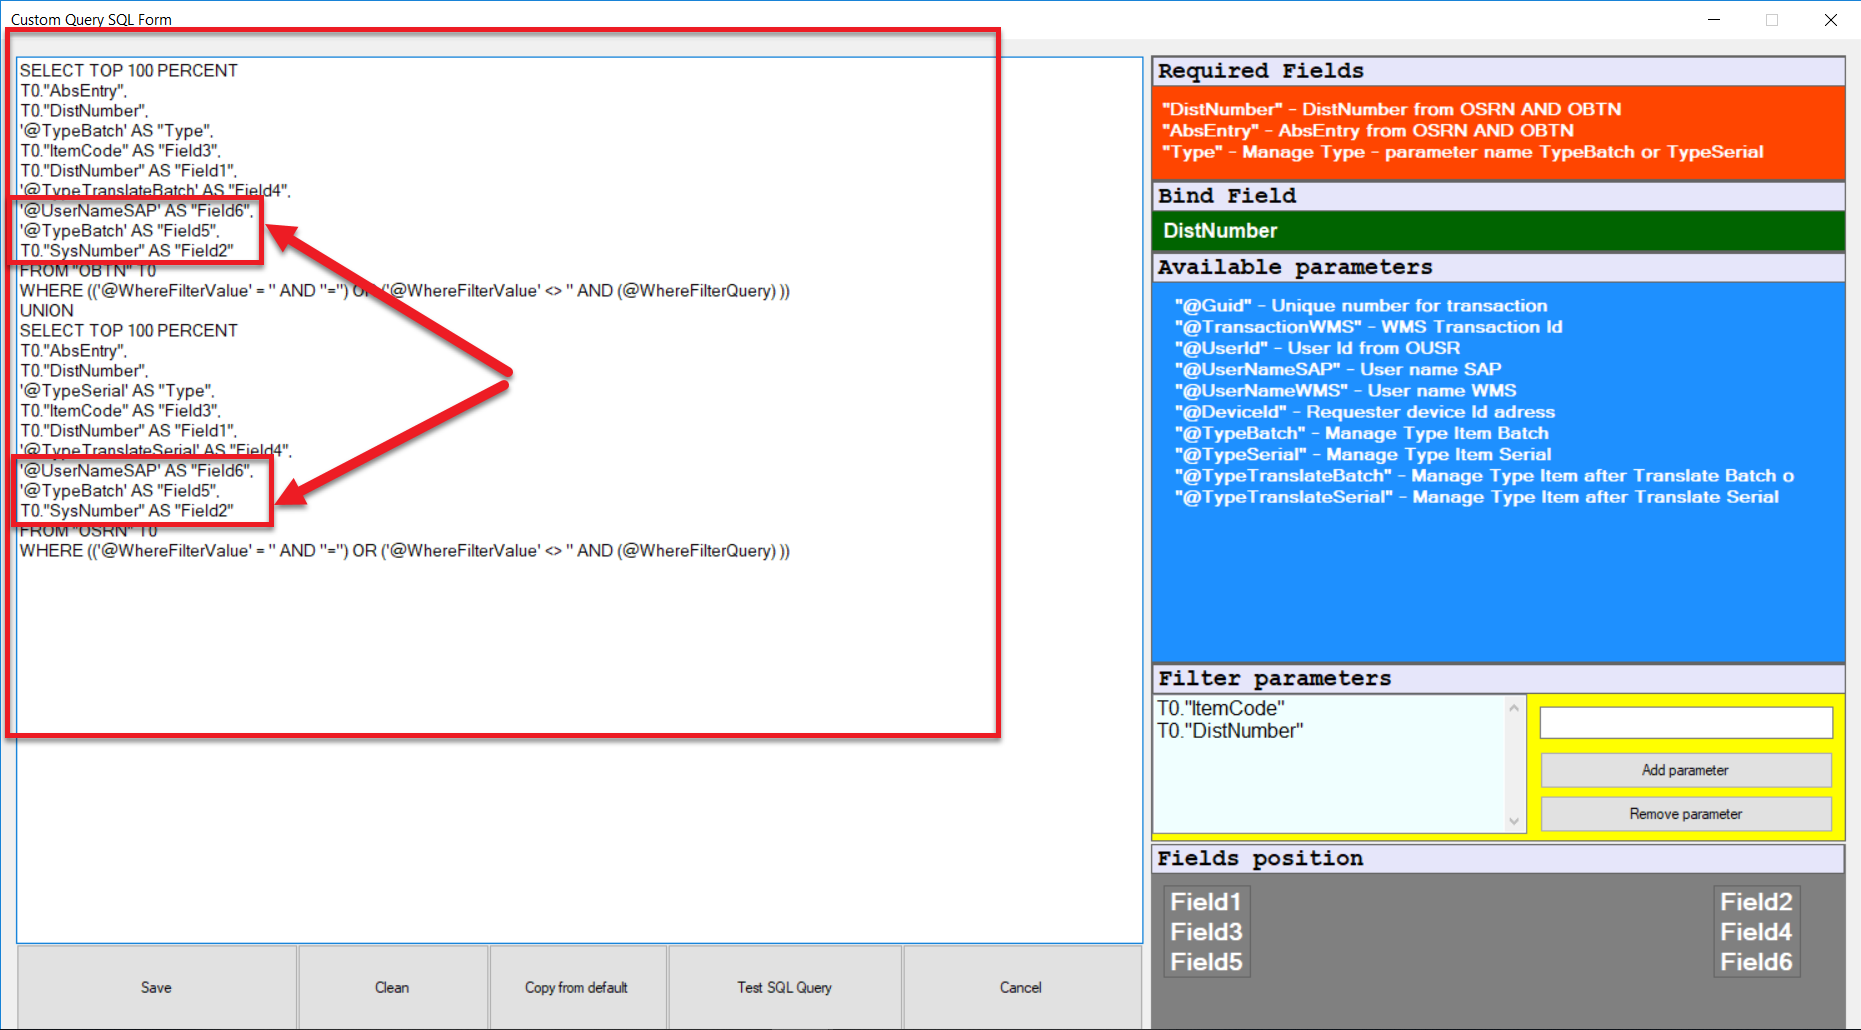 Custom Query SQL Form
SELECT TOP 100 PERCENT
T0."AbsEntry",
T0."DistNumber",
'@TypeBatch' AS "Type",
T0."ItemCode" AS "Field3",
T0."DistNumber" AS "Field1",
'@TypeTranslateBatch' AS "Field4",
'@UserNameSAP' AS "Field6",
'@TypeBatch' AS "Field5",
T0."SysNumber" AS "Field2"
FROM "OBTN" T0
WHERE (('@WhereFilterValue' = '' AND ''='') OR ('@WhereFilterValue' <> '' AND (@WhereFilterQuery) ))
UNION
SELECT TOP 100 PERCENT
T0."AbsEntry",
T0."DistNumber",
'@TypeSerial' AS "Type",
T0."ItemCode" AS "Field3",
T0."DistNumber" AS "Field1",
'@TypeTranslateSerial' AS "Field4",
'@UserNameSAP' AS "Field6",
'@TypeBatch' AS "Field5",
T0."SysNumber" AS "Field2"
FROM "OSRN" T0
WHERE (('@WhereFilterValue' = '' AND ''='') OR ('@WhereFilterValue' <> '' AND (@WhereFilterQuery) ))
Save
Clean
Copy from default
Test SQL Query
Cancel
Required Fields
"DistNumber" - DistNumber from OSRN AND OBTN
"AbsEntry" - AbsEntry from OSRN AND OBTN
"Type" - Manage Type - parameter name TypeBatch or TypeSerial
Bind Field
DistNumber
Available parameters
"@Guid" - Unique number for transaction
"@TransactionWMS" - WMS Transaction Id
"@UserId" - User Id from OUSR
"@UserNameSAP" - User name SAP
"@UserNameWMS" - User name WMS
"@DeviceId" - Requester device Id adress
"@TypeBatch" - Manage Type Item Batch
"@TypeSerial" - Manage Type Item Serial
"@TypeTranslateBatch" - Manage Type Item after Translate Batch o
"@TypeTranslateSerial" - Manage Type Item after Translate Serial
Filter parameters
T0."ItemCode"
T0."DistNumber"
Add parameter
Remove parameter
Fields position
Field1 Field2
Field3 Field4
Field5 Field6